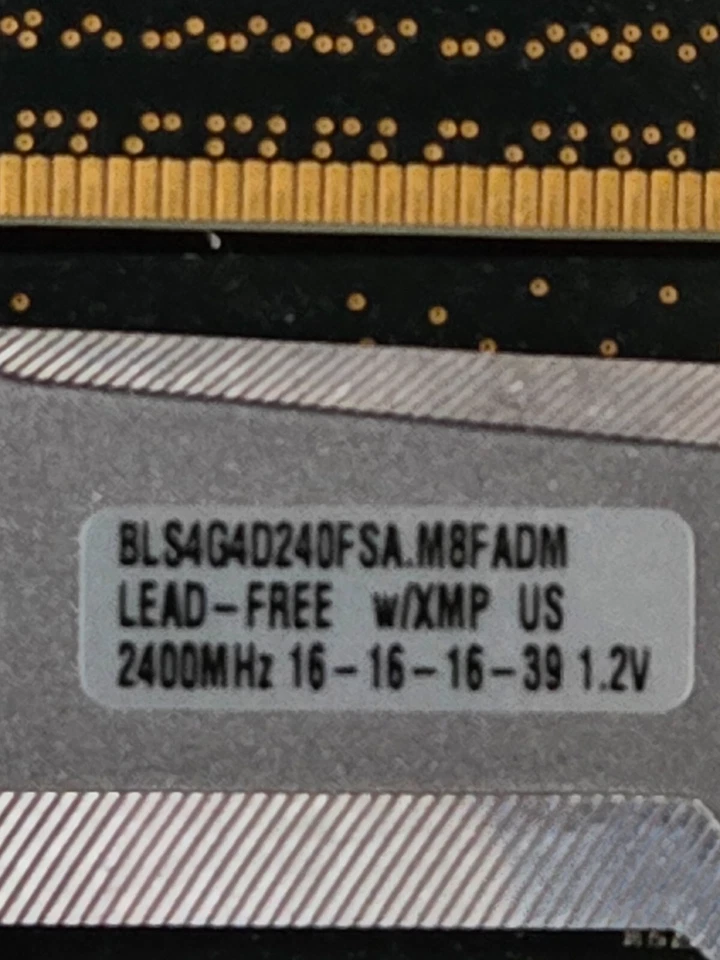 BLS4G4D240FSA.M8FADM
LEAD-FREE w/XMP US
2400MHz 16-16-16-39 1.2V